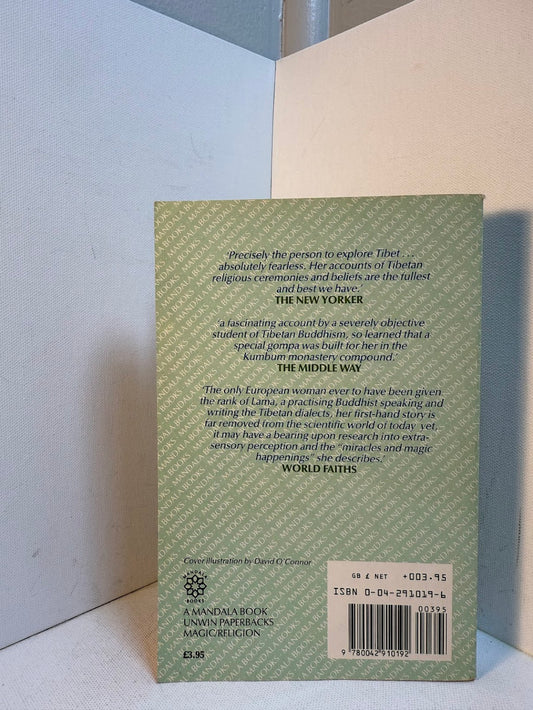 'Precisely the person to explore Tibet . . .
absolutely fearless. Her accounts of Tibetan
religious ceremonies and beliefs are the fullest
and best we have.'
THE NEW YORKER
'a fascinating account by a severely objective
student of Tibetan Buddhism, so learned that a
special gompa was built for her in the
Kumbum monastery compound.'
THE MIDDLE WAY
'The only European woman ever to have been given
the rank of Lama, a practising Buddhist speaking and
writing the Tibetan dialects, her first-hand story is
far removed from the scientific world of today yet,
it may have a bearing upon research into extra-
sensory perception and the "miracles and magic
happenings" she describes.'
WORLD FAITHS
Cover illustration by David O'Connor
MANDALA
BOOKS
A MANDALA BOOK
UNWIN PAPERBACKS
MAGIC/RELIGION
£3.95
GB £ NET +003.95
ISBN 0-04-291019-6
00395
9 780042 910192